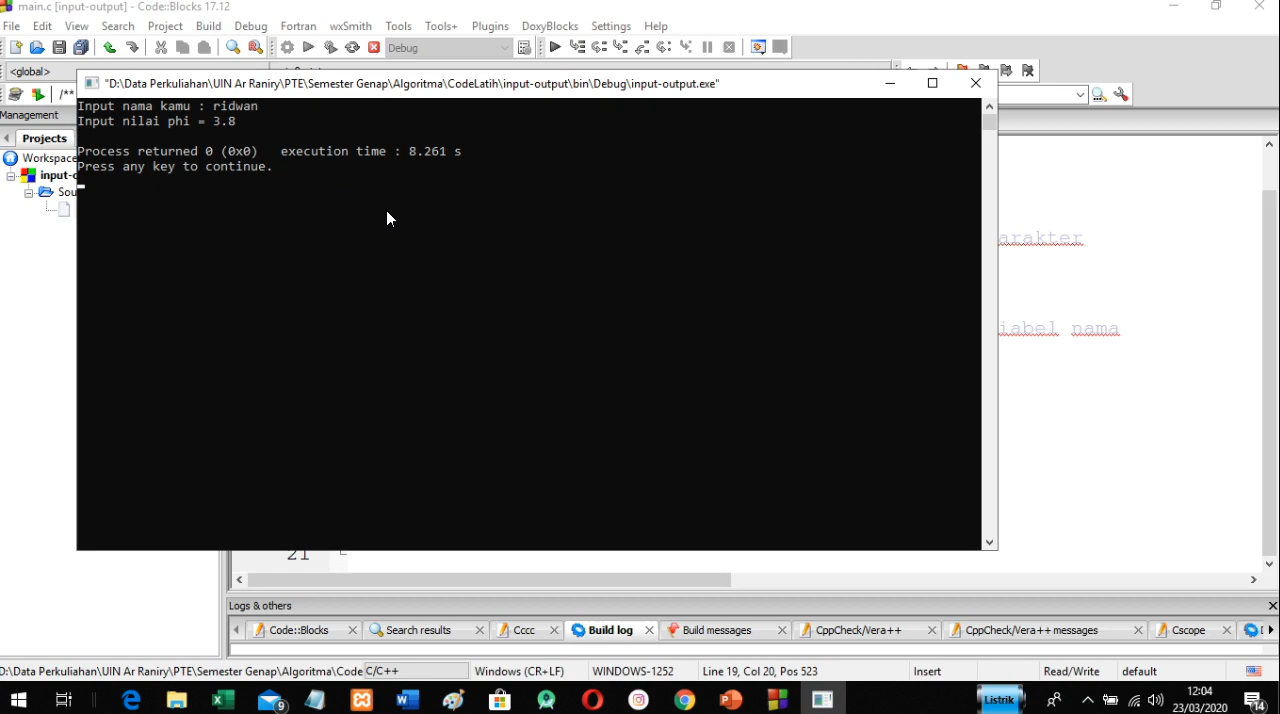 main.c [input-output] - Code::Blocks 17.12
File Edit View Search Project Build Debug Fortran wxSmith Tools Tools+ Plugins DoxyBlocks Settings Help
Debug
<global>
"D:\Data Perkuliahan\UIN Ar Raniry\PTE\Semester Genap\Algoritma\CodeLatih\input-output\bin\Debug\input-output.exe"
/**
Input nama kamu : ridwan
Input nilai phi = 3.8
Process returned 0 (0x0)   execution time : 8.261 s
Press any key to continue.
Management
Projects
Workspace
input-o
Sou
arakter
iabel nama
21
Logs & others
Code::Blocks
Search results
Cccc
Build log
Build messages
CppCheck/Vera++
CppCheck/Vera++ messages
Cscope
D:\Data Perkuliahan\UIN Ar Raniry\PTE\Semester Genap\Algoritma\Code C/C++ Windows (CR+LF) WINDOWS-1252 Line 19, Col 20, Pos 523 Insert Read/Write default
9
Listrik
12:04
23/03/2020
14